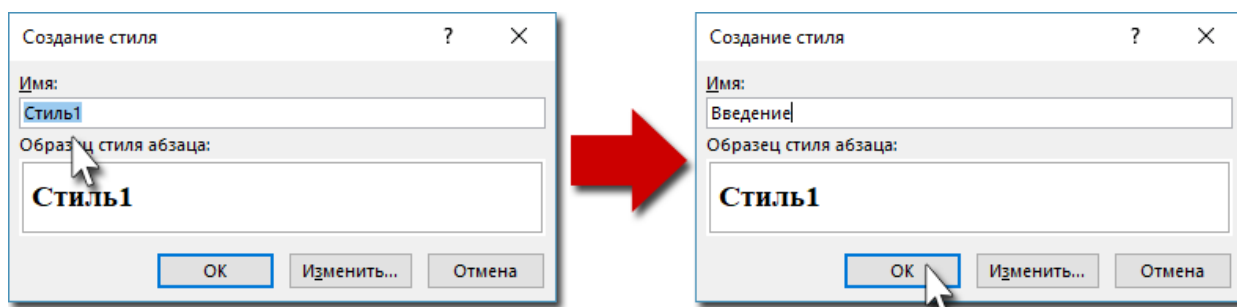 Создание стиля ?
Имя:
Стиль1
Образец стиля абзаца:
Стиль1
ОК Изменить... Отмена
Создание стиля ?
Имя:
Введение
Образец стиля абзаца:
Стиль1
ОК Изменить... Отмена